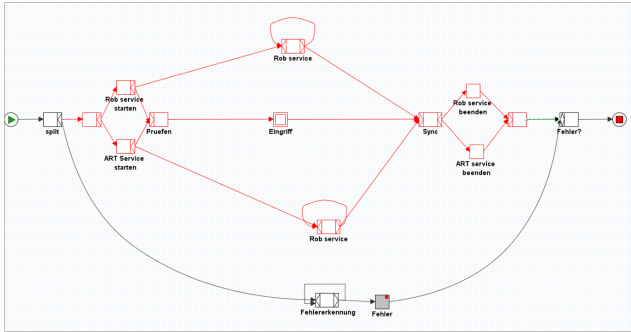 Rob service
Rob service
starten
split
Pruefen
Eingriff
Sync
Rob service
beenden
Fehler?
ART Service
starten
ART service
beenden
Rob service
Fehlererkennung
Fehler